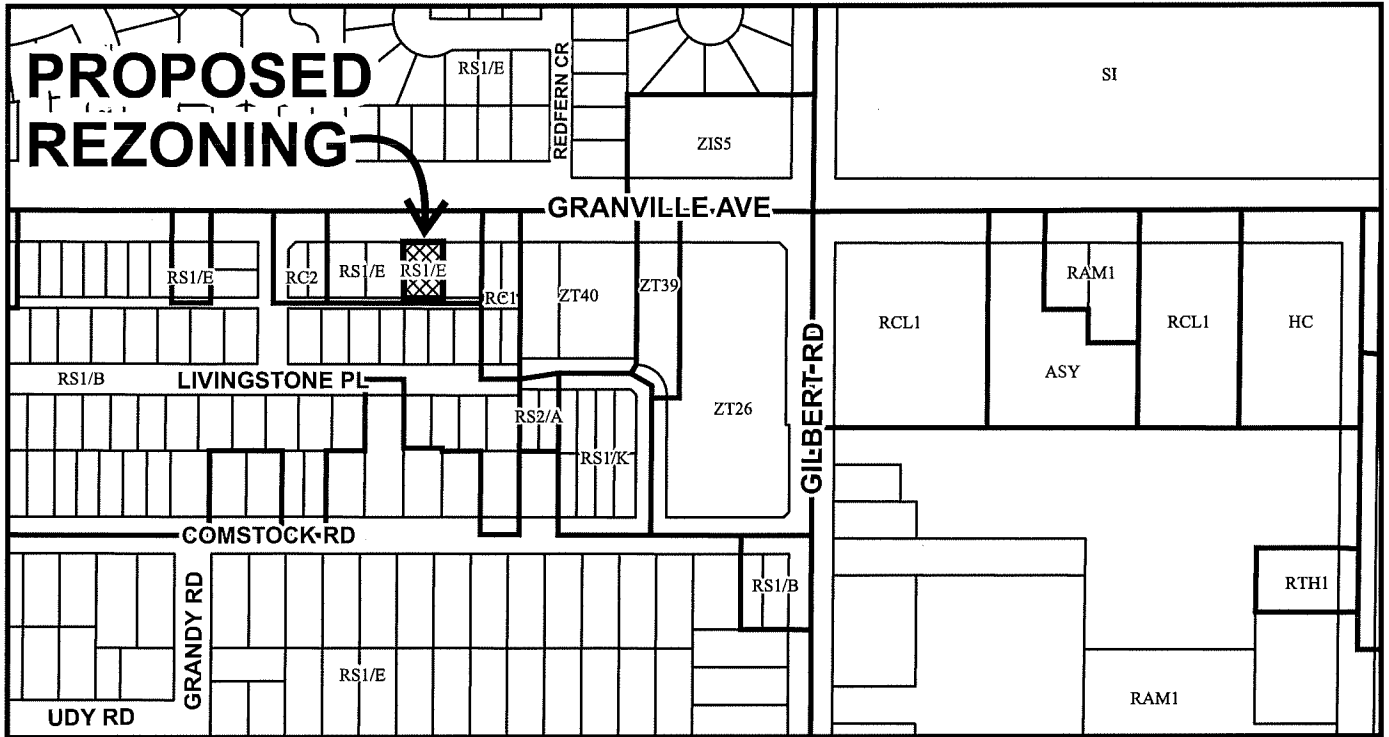 PROPOSED
REZONING
RS1/E
REDFERN CR
ZIS5
SI
GRANVILLE AVE
RS1/E
RC2
RS1/E
RS1/E
RC1
ZT40
ZT39
RCL1
RAM1
RCL1
HC
ASY
RS1/B
LIVINGSTONE PL
RS2/A
ZT26
GILBERT RD
RS1/K
COMSTOCK RD
GRANDY RD
RS1/B
RTH1
RS1/E
RAM1
UDY RD